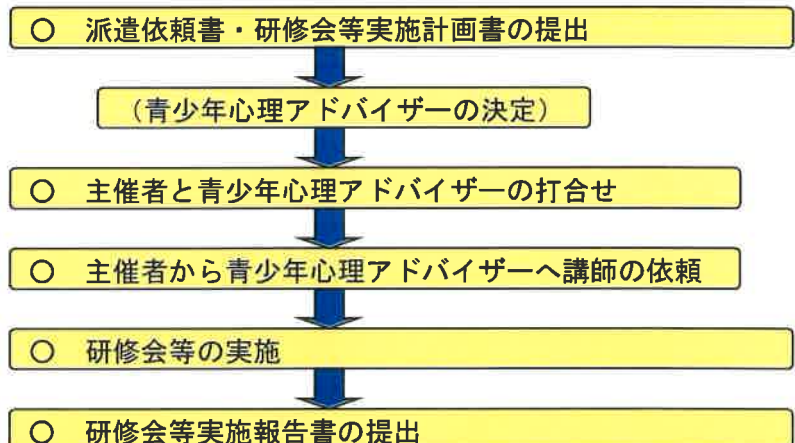 ○ 派遣依頼書・研修会等実施計画書の提出
（青少年心理アドバイザーの決定）
○ 主催者と青少年心理アドバイザーの打合せ
○ 主催者から青少年心理アドバイザーへ講師の依頼
○ 研修会等の実施
○ 研修会等実施報告書の提出